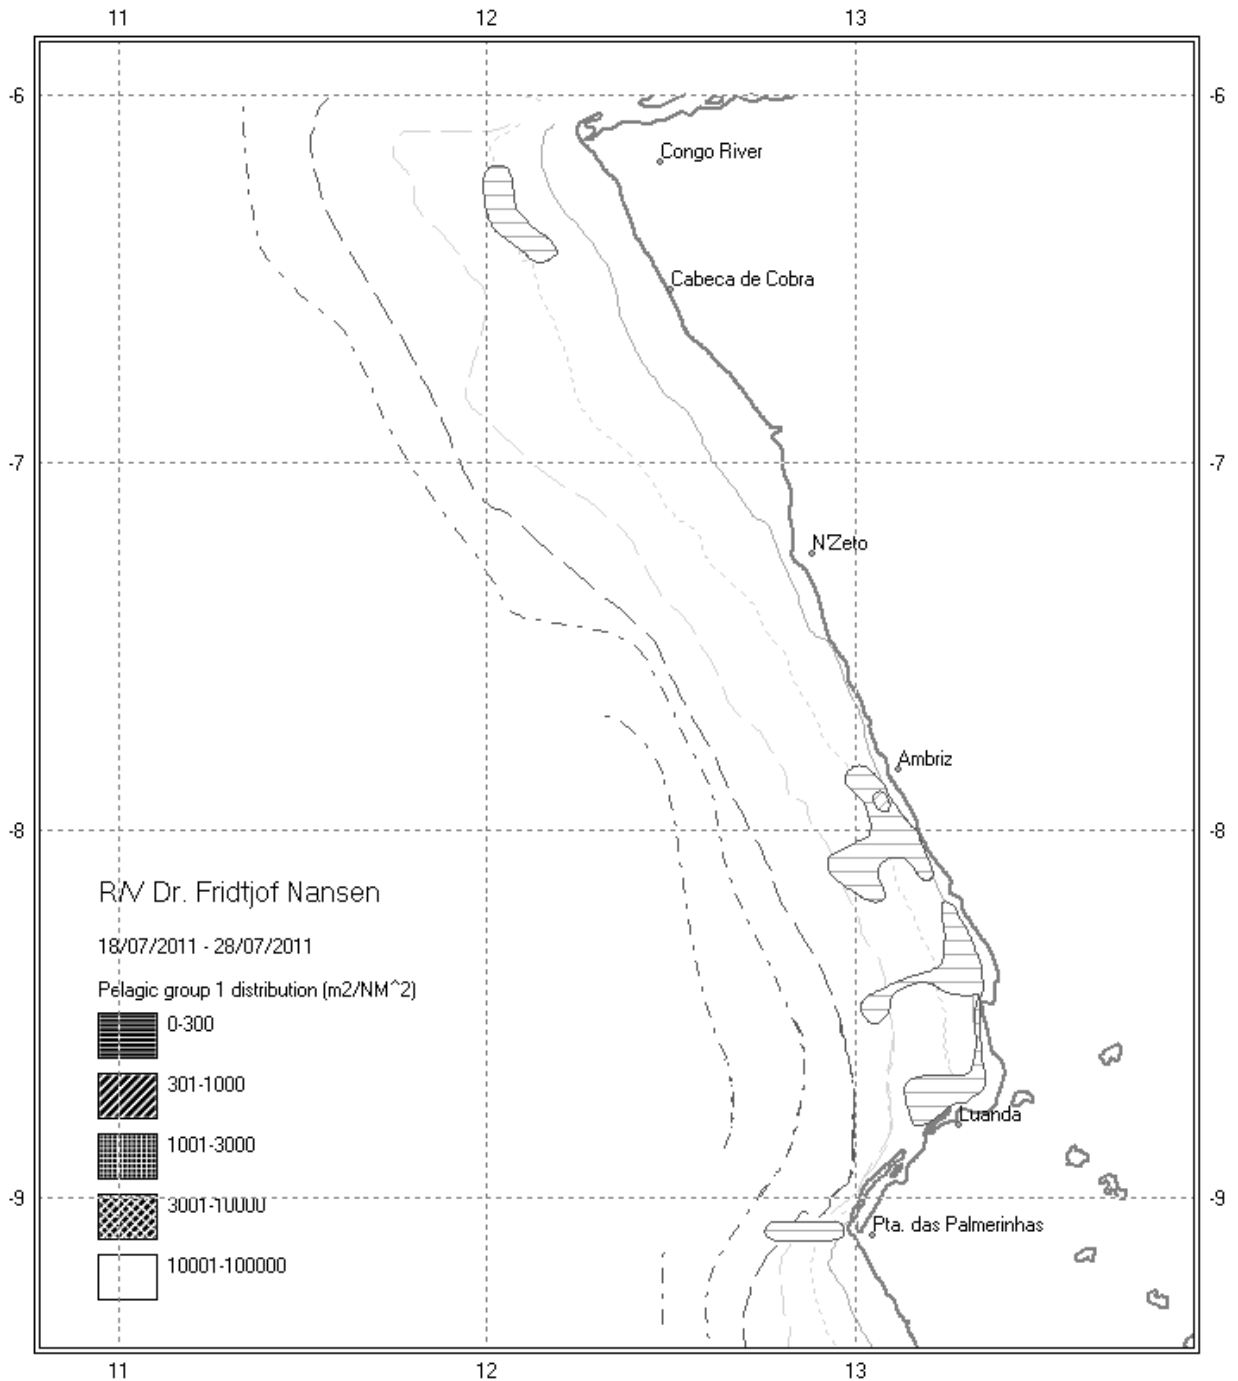 11 12 13
-6 -6
Congo River
Cabeca de Cobra
-7 -7
N'Zeto
Ambriz
-8 -8
R/V Dr. Fridtjof Nansen
18/07/2011 - 28/07/2011
Pelagic group 1 distribution (m2/NM^2)
0-300
301-1000
1001-3000
3001-10000
10001-100000
Luanda
-9 -9
Pta. das Palmerinhas
11 12 13